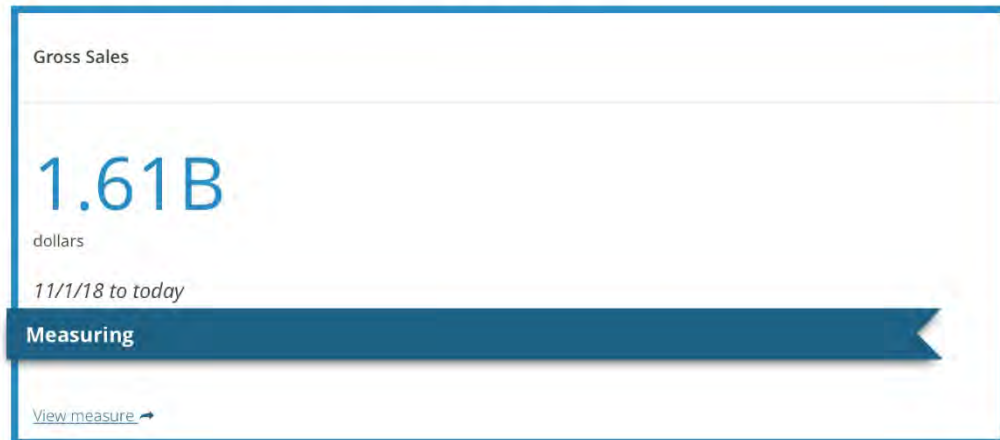 Gross Sales
1.61B
dollars
11/1/18 to today
Measuring
View measure